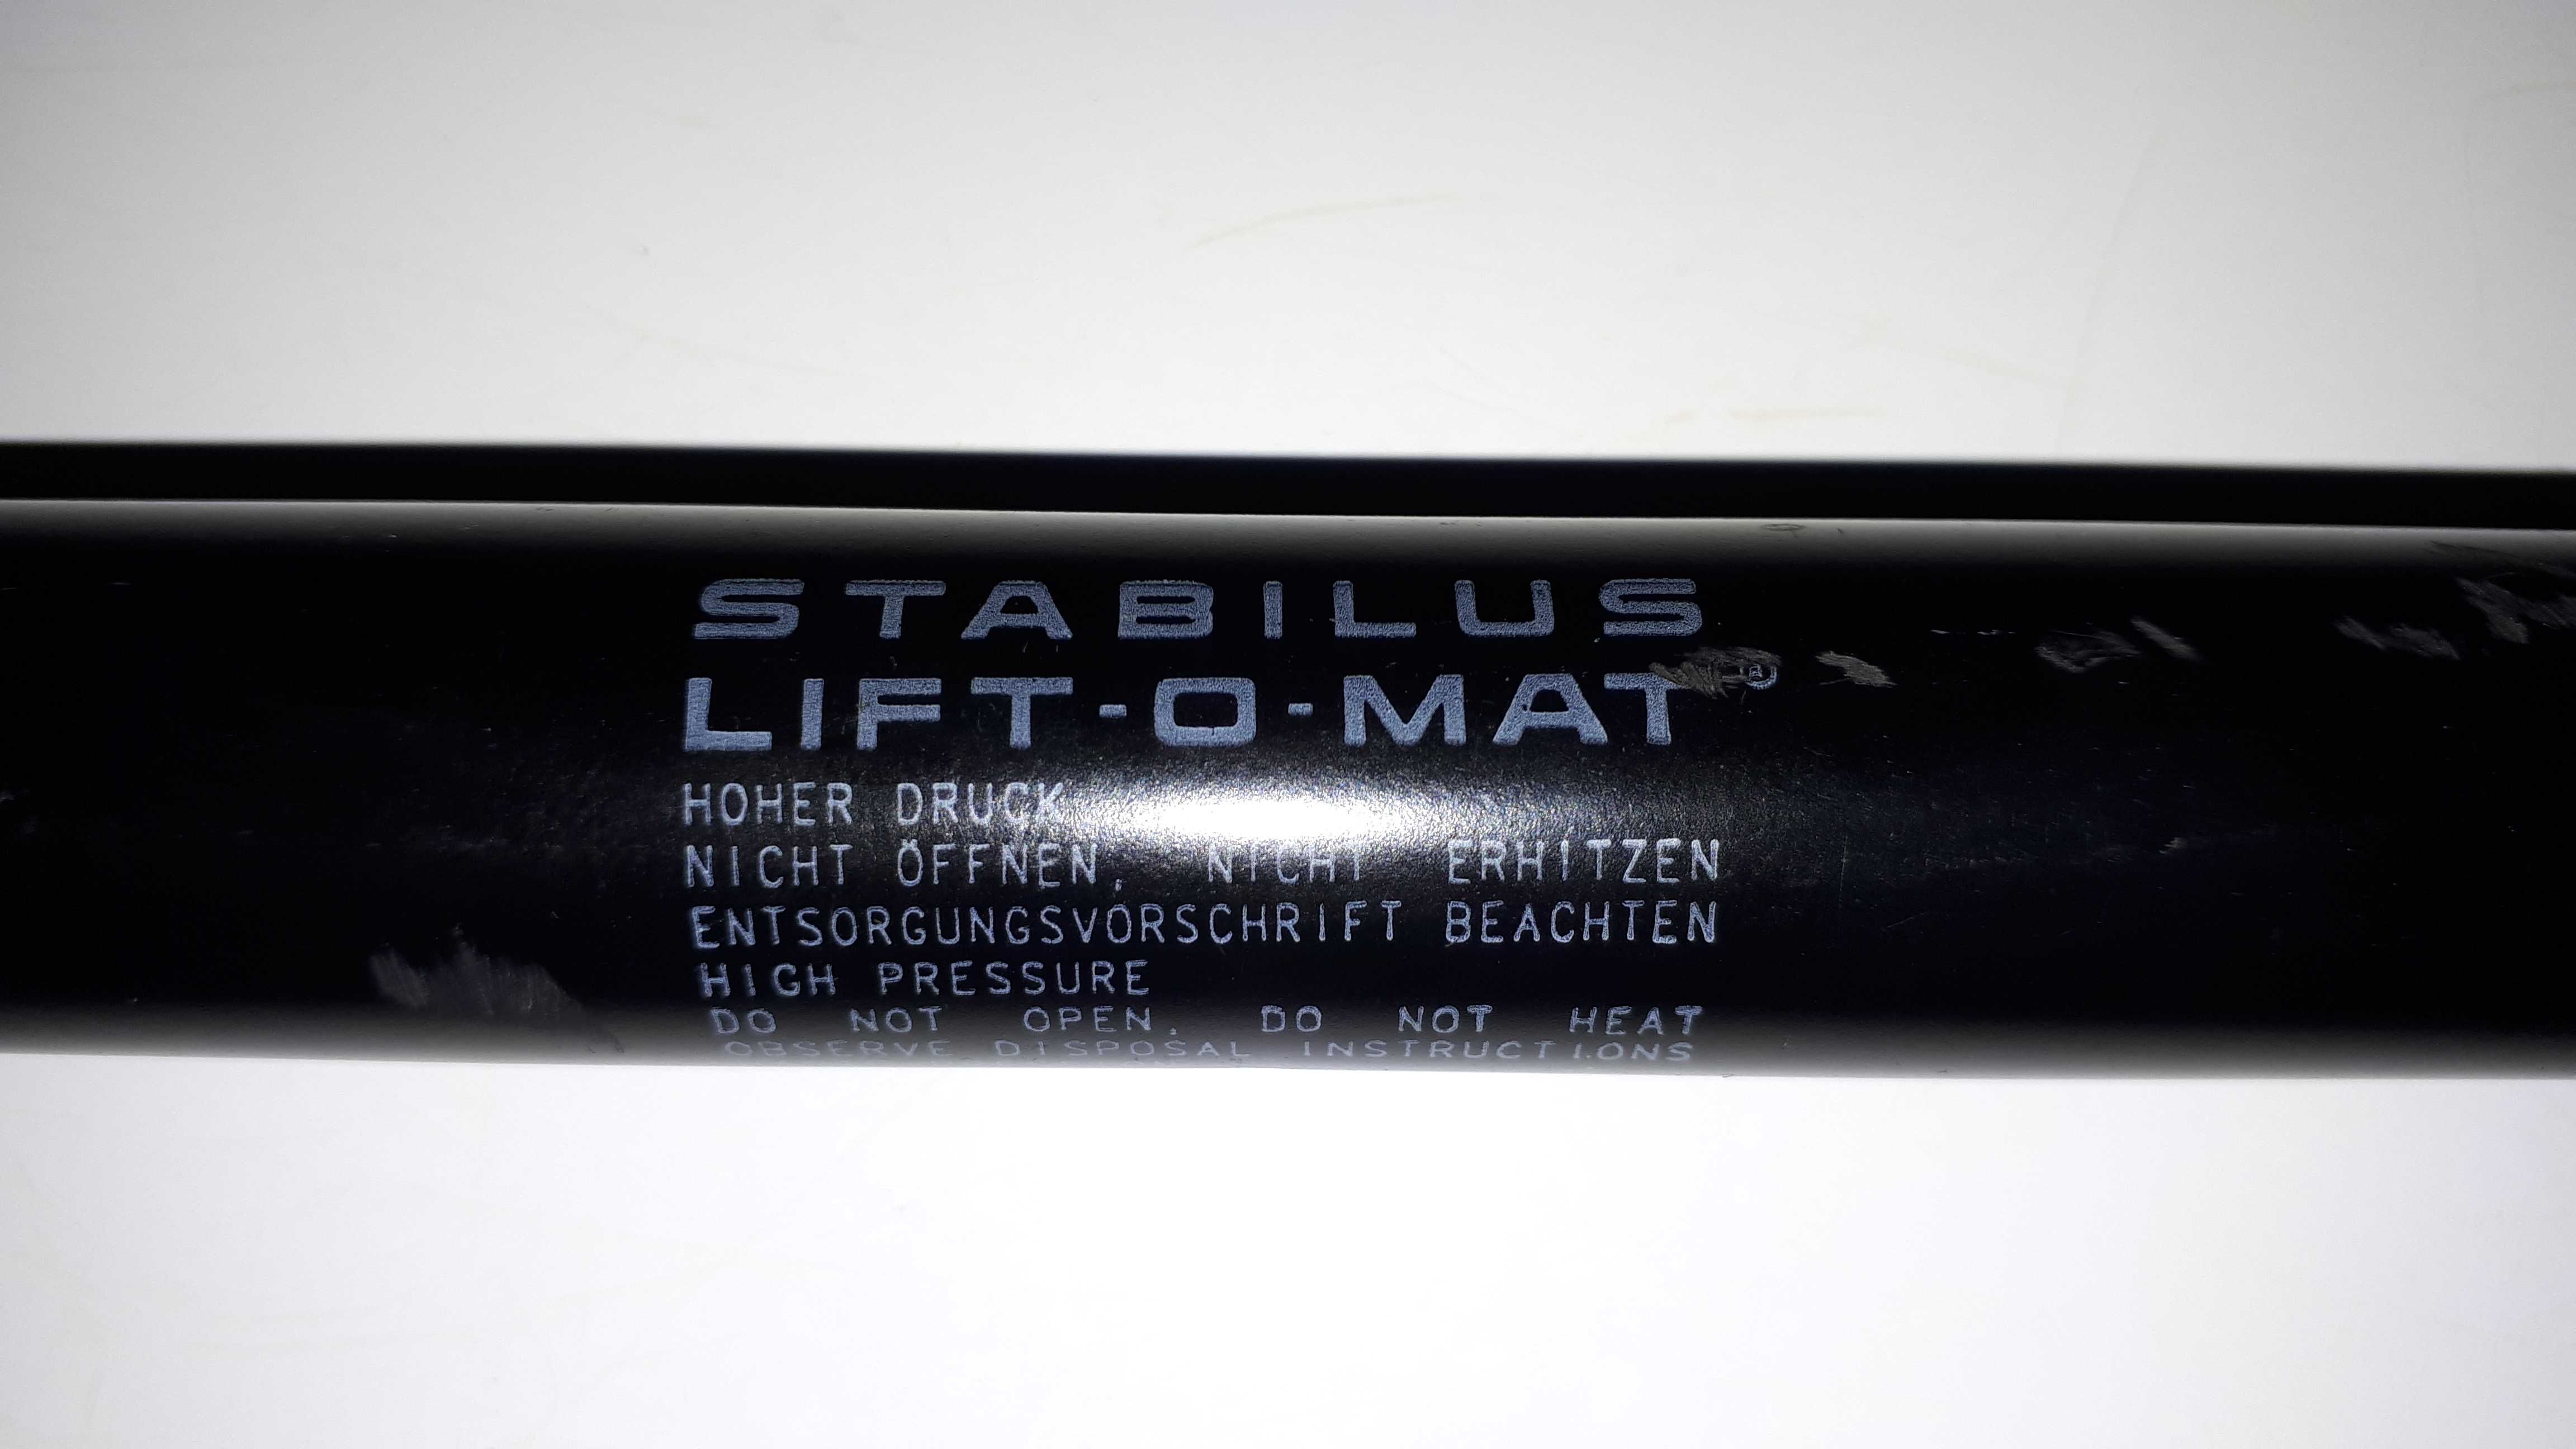 STABILUS
LIFT-O-MAT®
HOHER DRUCK
NICHT ÖFFNEN, NICHT ERHITZEN
ENTSORGUNGSVORSCHRIFT BEACHTEN
HIGH PRESSURE
DO NOT OPEN, DO NOT HEAT
OBSERVE DISPOSAL INSTRUCTIONS